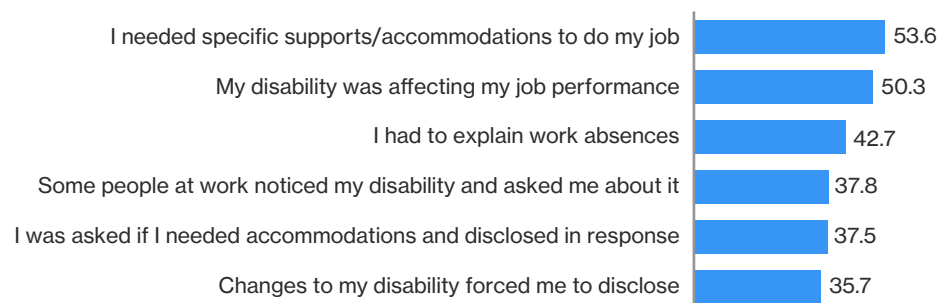 I needed specific supports/accommodations to do my job 53.6
My disability was affecting my job performance 50.3
I had to explain work absences 42.7
Some people at work noticed my disability and asked me about it 37.8
I was asked if I needed accommodations and disclosed in response 37.5
Changes to my disability forced me to disclose 35.7